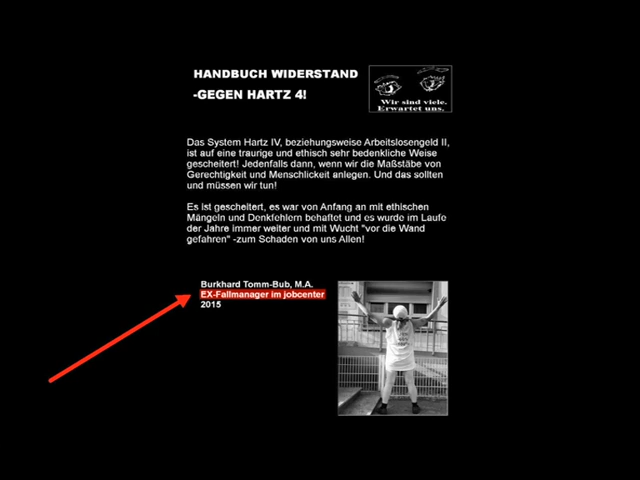 HANDBUCH WIDERSTAND
-GEGEN HARTZ 4!
Wir sind viele.
Erwartet uns.
Das System Hartz IV, beziehungsweise Arbeitslosengeld II,
ist auf eine traurige und ethisch sehr bedenkliche Weise
gescheitert! Jedenfalls dann, wenn wir die Maßstäbe von
Gerechtigkeit und Menschlickeit anlegen. Und das sollten
und müssen wir tun!
Es ist gescheitert, es war von Anfang an mit ethischen
Mängeln und Denkfehlern behaftet und es wurde im Laufe
der Jahre immer weiter und mit Wucht "vor die Wand
gefahren" -zum Schaden von uns Allen!
Burkhard Tomm-Bub, M.A.
EX-Fallmanager im jobcenter
2015